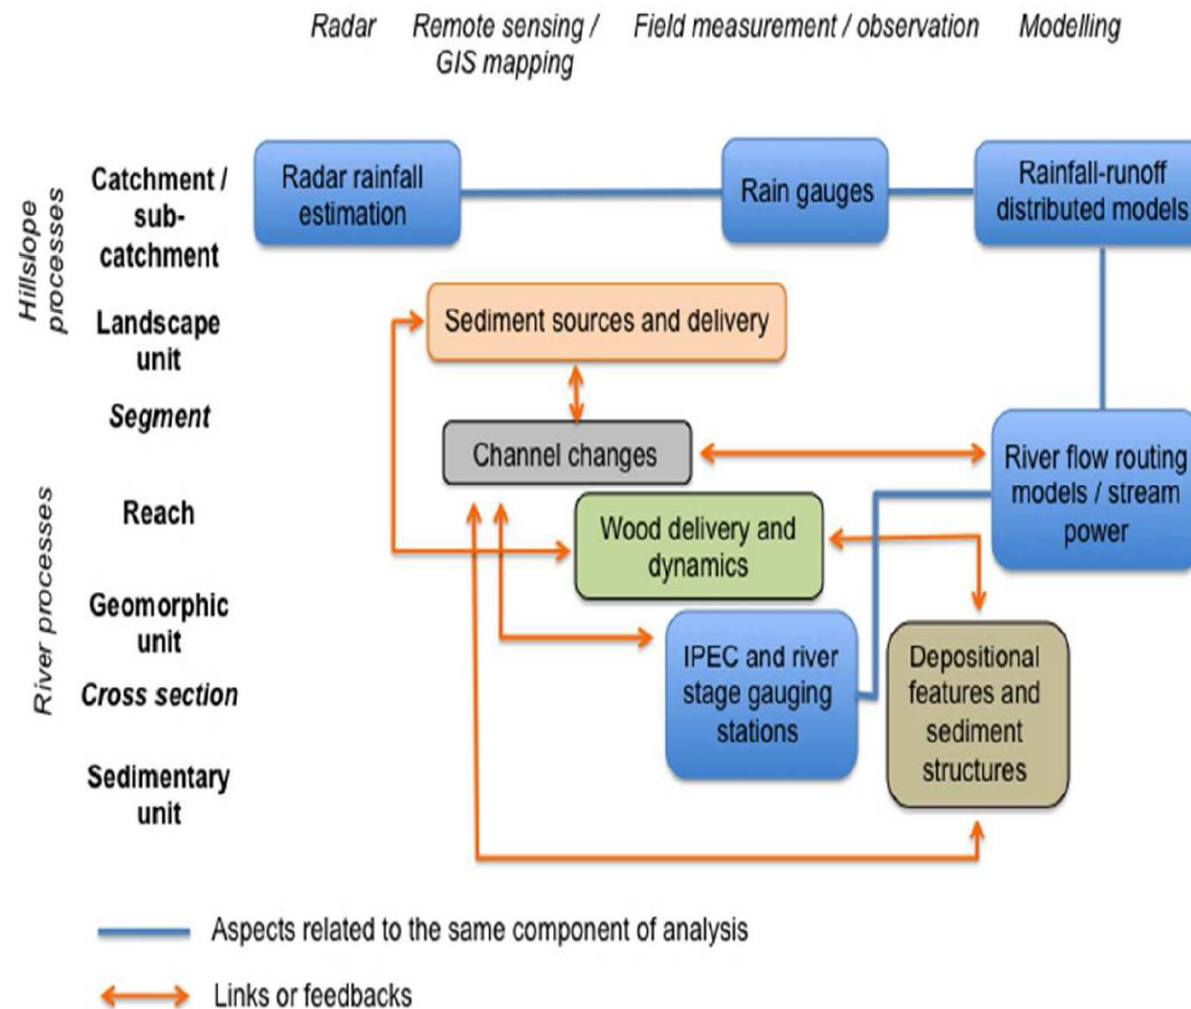 Radar
Remote sensing /
GIS mapping
Field measurement / observation
Modelling
Hillslope
processes
Catchment /
sub-
catchment
Radar rainfall
estimation
Rain gauges
Rainfall-runoff
distributed models
Landscape
unit
Sediment sources and delivery
Segment
Channel changes
River flow routing
models / stream
power
River processes
Reach
Wood delivery and
dynamics
Geomorphic
unit
IPEC and river
stage gauging
stations
Depositional
features and
sediment
structures
Cross section
Sedimentary
unit
Aspects related to the same component of analysis
Links or feedbacks